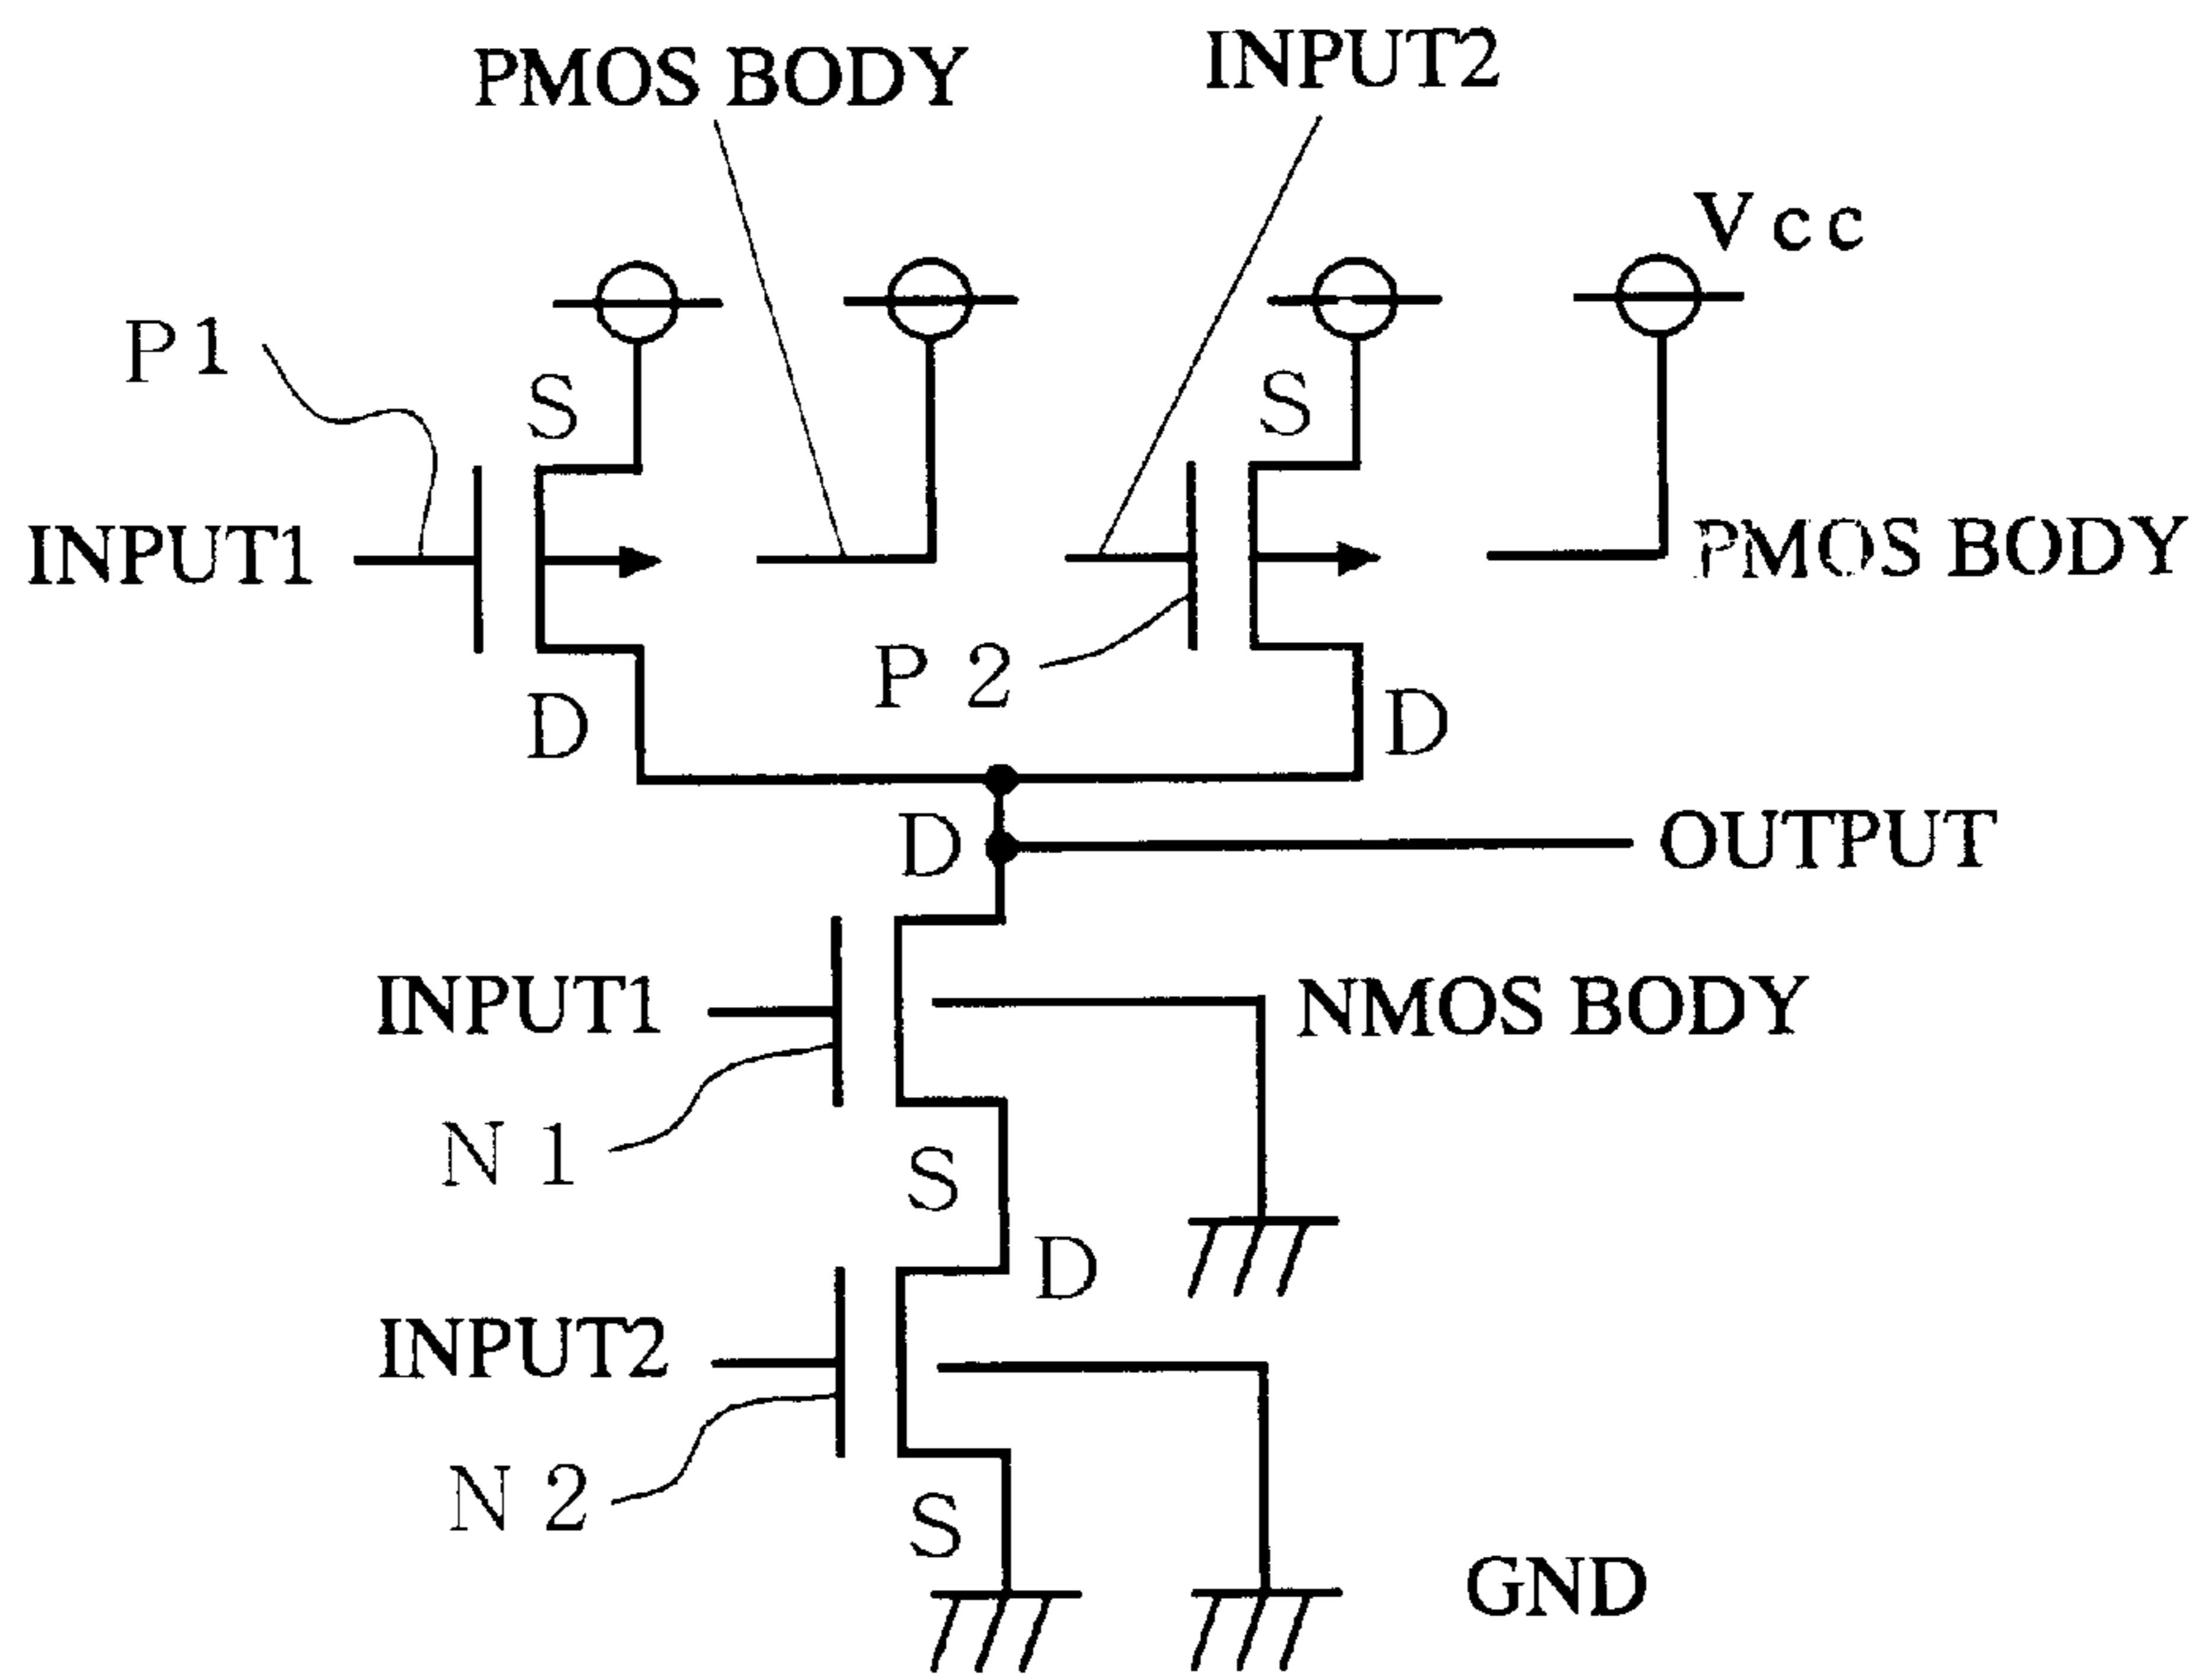 PMOS BODY
INPUT2
Vcc
P1
S
S
INPUT1
PMOS BODY
P 2
D
D
D
OUTPUT
INPUT1
NMOS BODY
N 1
S
D
INPUT2
N 2
S
GND